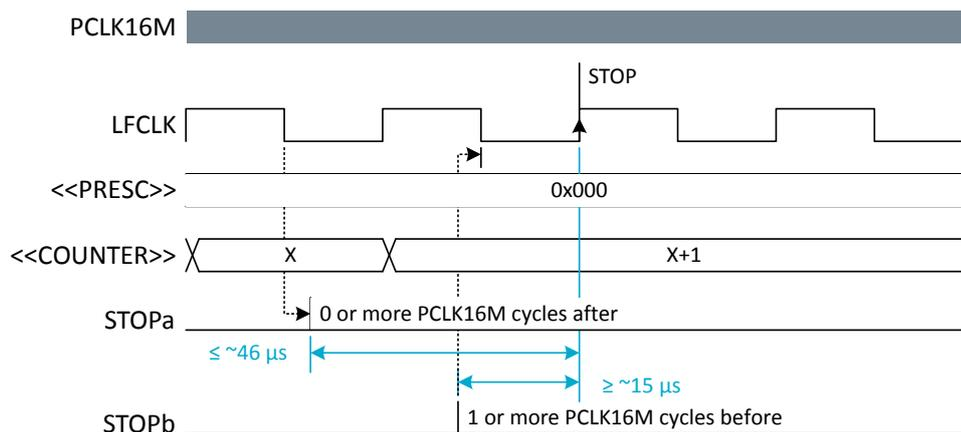 PCLK16M
STOP
LFCLK
<<PRESC>> 0x000
<<COUNTER>> X X+1
STOPa 0 or more PCLK16M cycles after
≤ ~46 µs
≥ ~15 µs
STOPb 1 or more PCLK16M cycles before